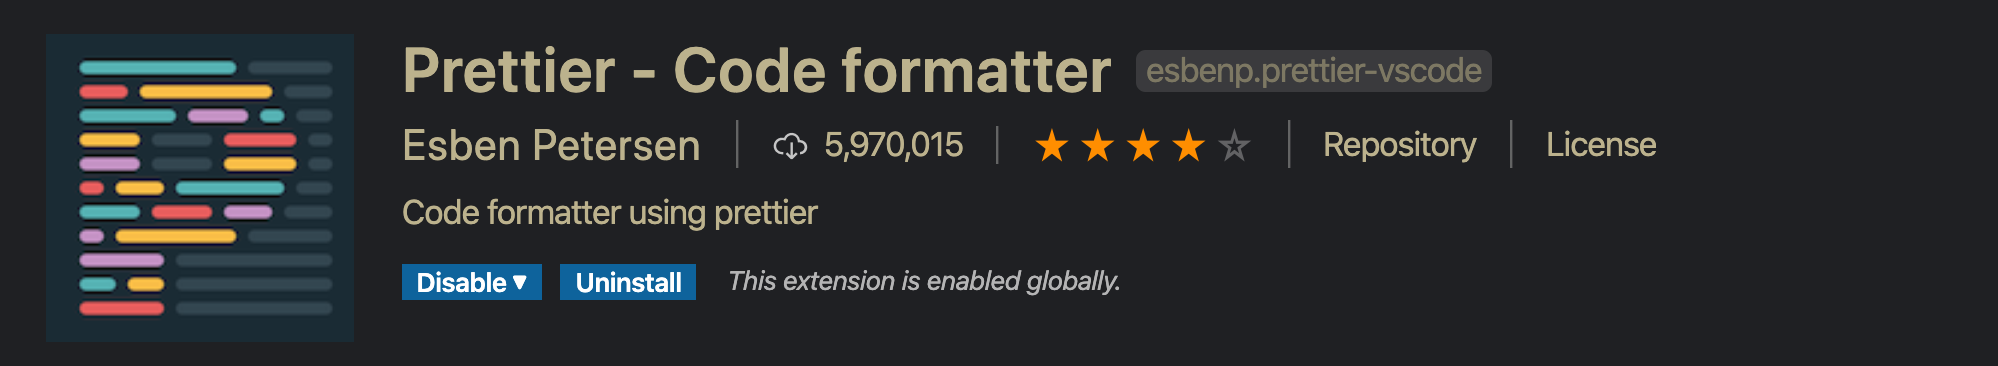 Prettier - Code formatter esbenp.prettier-vscode
Esben Petersen 5,970,015 Repository License
Code formatter using prettier
Disable▼ Uninstall This extension is enabled globally.